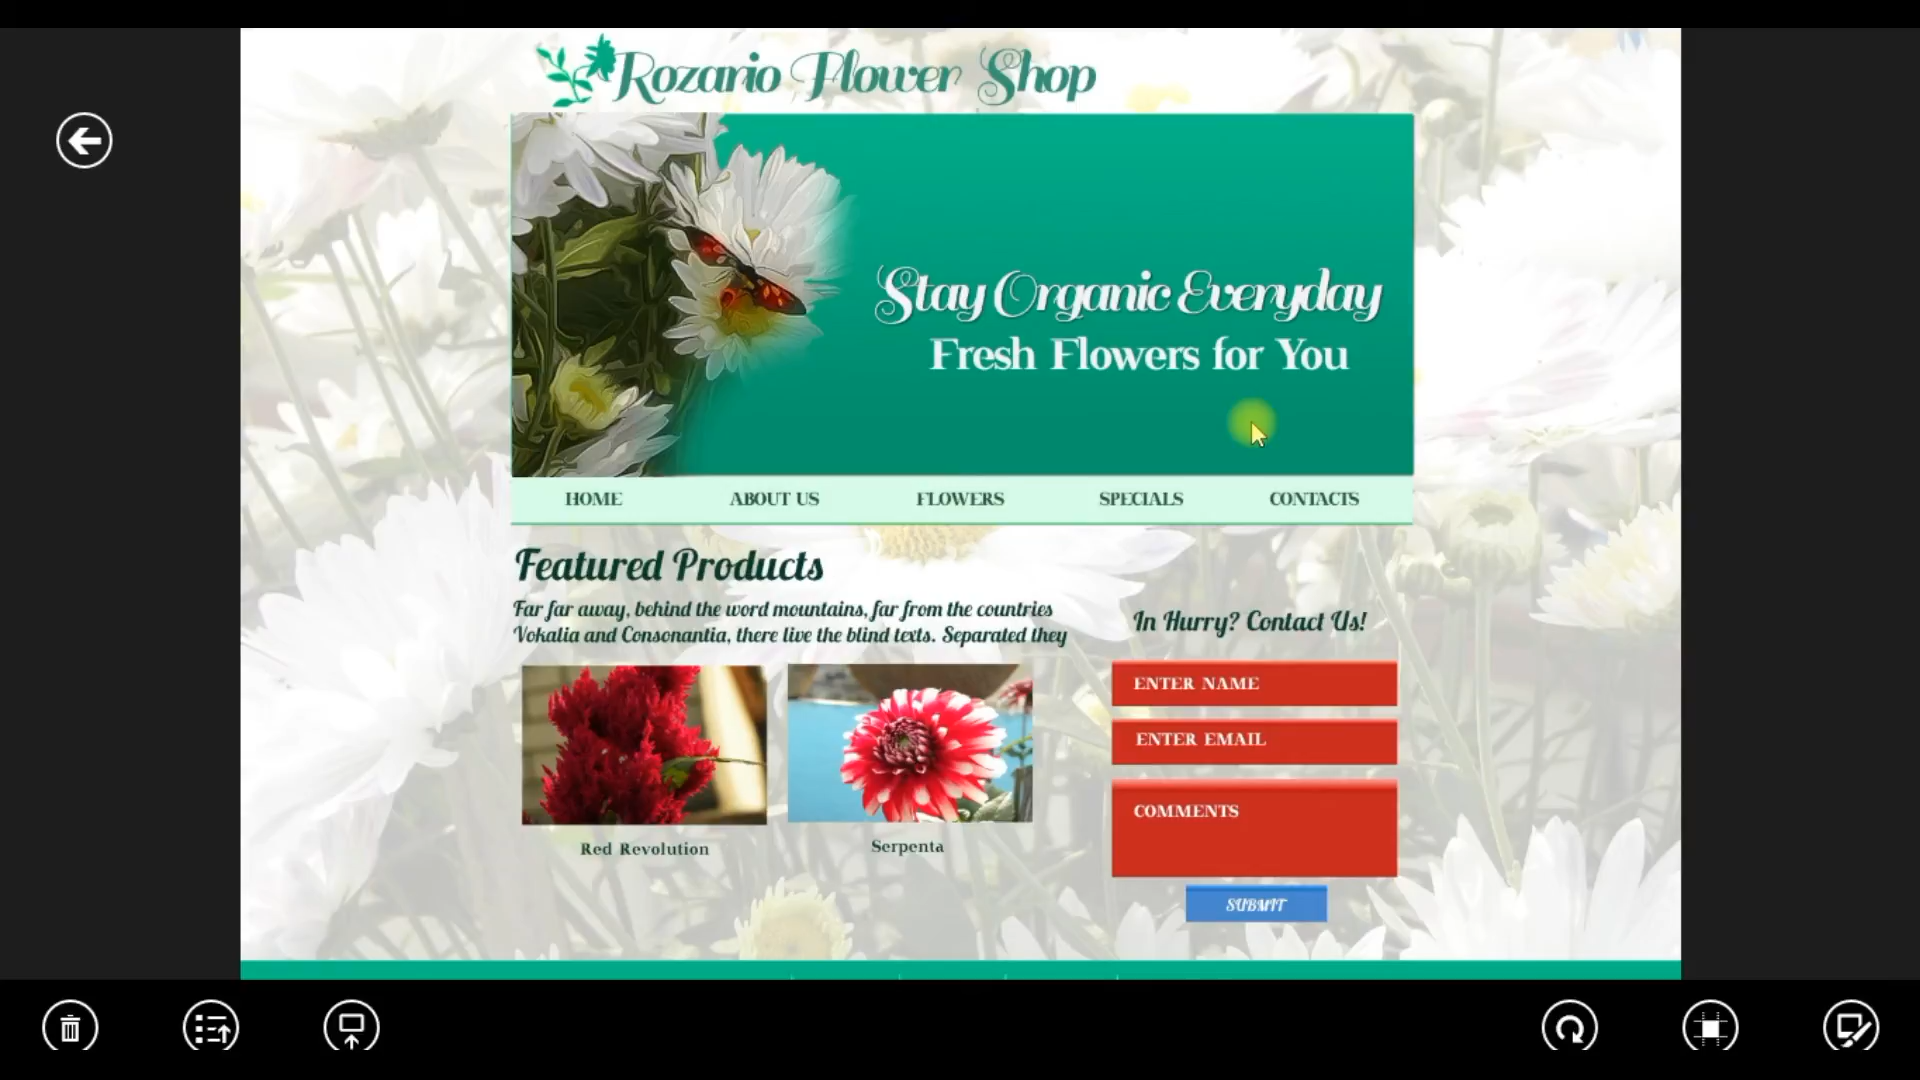 Rozario Flower Shop
Stay Organic Everyday
Fresh Flowers for You
HOME ABOUT US FLOWERS SPECIALS CONTACTS
Featured Products
Far far away, behind the word mountains, far from the countries
Vokalia and Consonantia, there live the blind texts. Separated they
Red Revolution
Serpenta
In Hurry? Contact Us!
ENTER NAME
ENTER EMAIL
COMMENTS
SUBMIT